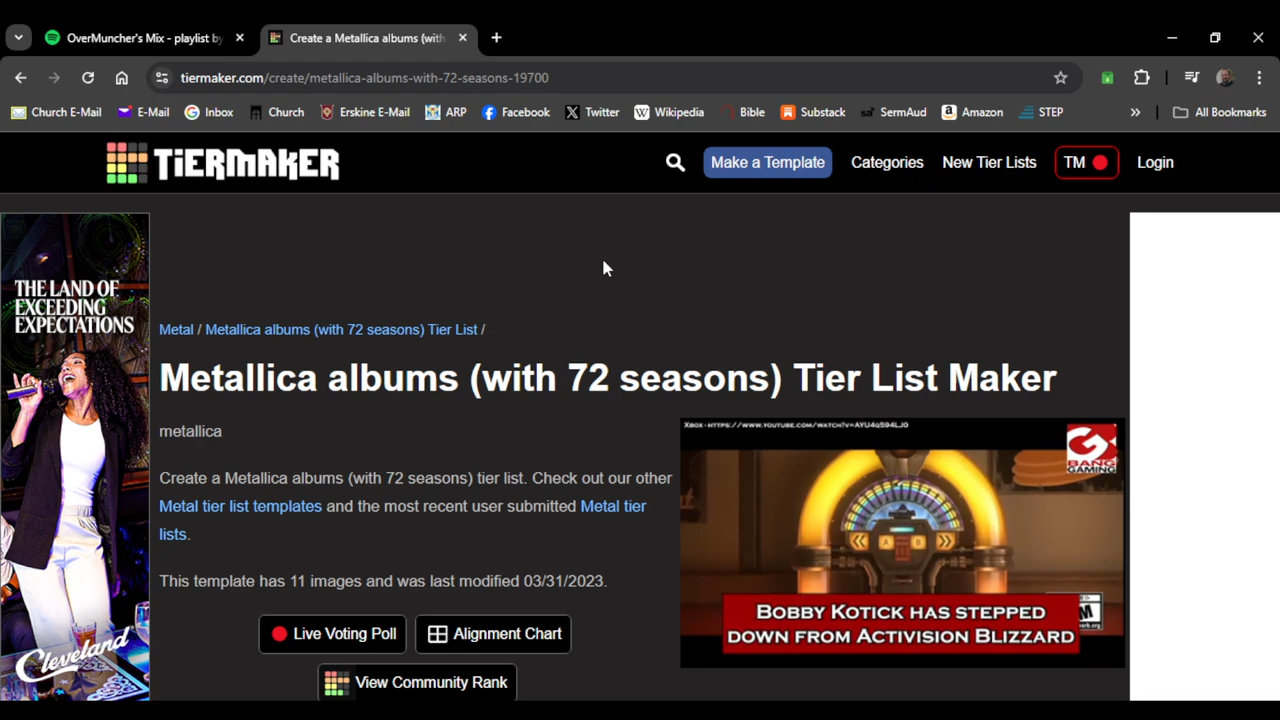 OverMuncher's Mix - playlist by
Create a Metallica albums (with
tiermaker.com/create/metallica-albums-with-72-seasons-19700
Church E-Mail
E-Mail
Inbox
Church
Erskine E-Mail
ARP
Facebook
Twitter
Wikipedia
Bible
Substack
SermAud
Amazon
STEP
All Bookmarks
TiERMAKER
Make a Template
Categories
New Tier Lists
TM
Login
THE LAND OF
EXCEEDING
EXPECTATIONS
Cleveland
Metal / Metallica albums (with 72 seasons) Tier List /
Metallica albums (with 72 seasons) Tier List Maker
metallica
Create a Metallica albums (with 72 seasons) tier list. Check out our other
Metal tier list templates and the most recent user submitted Metal tier
lists.
This template has 11 images and was last modified 03/31/2023.
Live Voting Poll
Alignment Chart
View Community Rank
G
BANG
GAMING
A B
BOBBY KOTICK HAS STEPPED
DOWN FROM ACTIVISION BLIZZARD